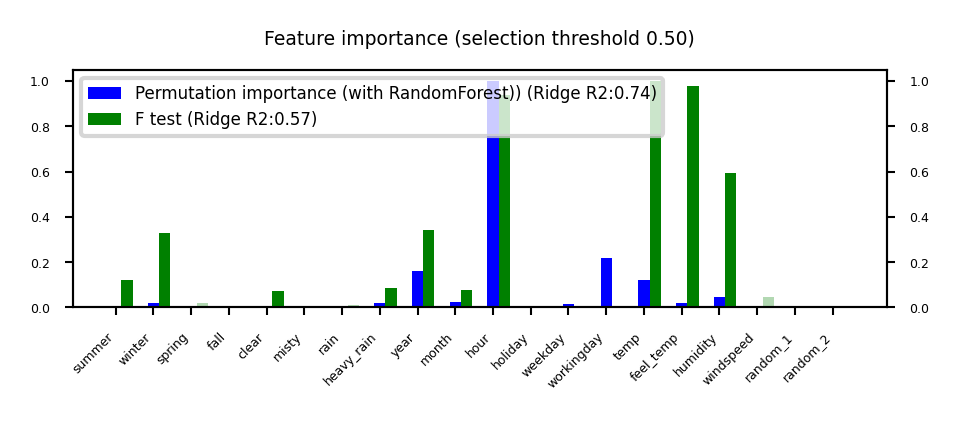 Feature importance (selection threshold 0.50)
Permutation importance (with RandomForest)) (Ridge R2:0.74)
F test (Ridge R2:0.57)
1.0
0.8
0.6
0.4
0.2
0.0
1.0
0.8
0.6
0.4
0.2
0.0
summer
winter
spring
fall
clear
misty
rain
heavy_rain
year
month
hour
holiday
weekday
workingday
temp
feel_temp
humidity
windspeed
random_1
random_2